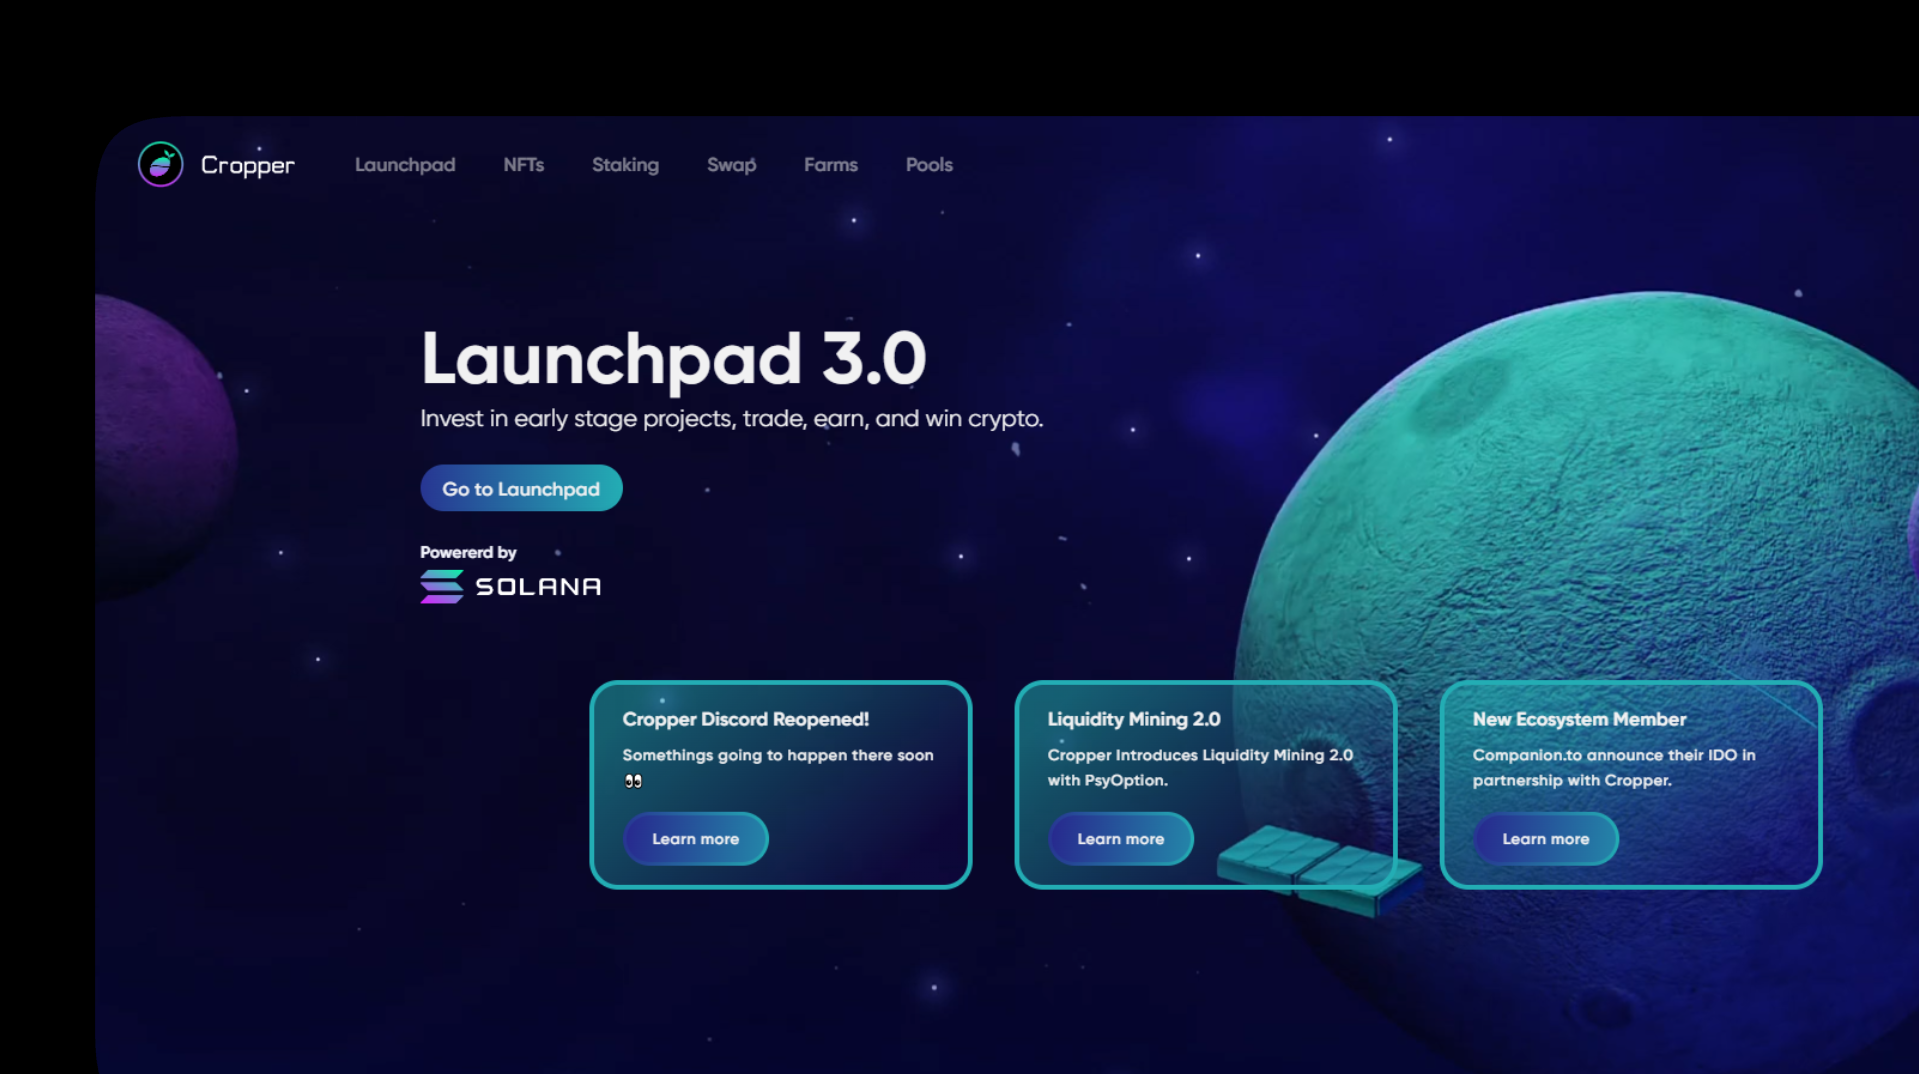 Cropper Launchpad NFTs Staking Swap Farms Pools
Launchpad 3.0
Invest in early stage projects, trade, earn, and win crypto.
Go to Launchpad
Powererd by
SOLANA
Cropper Discord Reopened!
Somethings going to happen there soon
👀
Learn more
Liquidity Mining 2.0
Cropper Introduces Liquidity Mining 2.0
with PsyOption.
Learn more
New Ecosystem Member
Companion.to announce their IDO in
partnership with Cropper.
Learn more